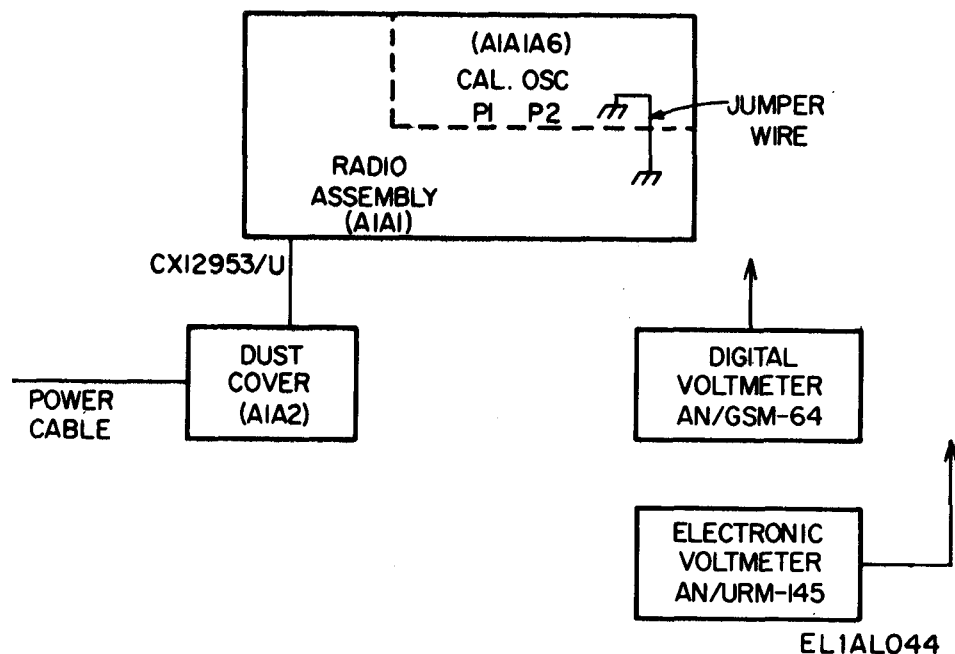 (A1A1A6)
CAL. OSC
P1 P2
JUMPER
WIRE
RADIO
ASSEMBLY
(A1A1)
CX12953/U
DUST
COVER
(A1A2)
POWER
CABLE
DIGITAL
VOLTMETER
AN/GSM-64
ELECTRONIC
VOLTMETER
AN/URM-145
EL1AL044